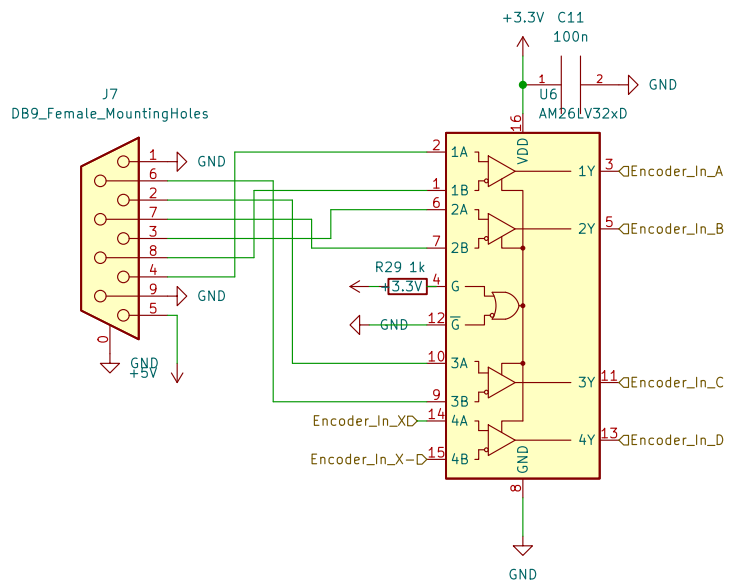 +3.3V C11
100n
1 2 GND
U6
AM26LV32xD
J7
DB9_Female_MountingHoles
16
VDD
1 GND
6
2
7
3
8
4
9 GND
5
0
GND
+5V
2 1A 1Y 3 Encoder_In_A
1 1B
6 2A 2Y 5 Encoder_In_B
7 2B
R29 1k
+3.3V 4 G
GND 12 G
10 3A 3Y 11 Encoder_In_C
9 3B
Encoder_In_X 14 4A 4Y 13 Encoder_In_D
Encoder_In_X- 15 4B
GND
8
GND